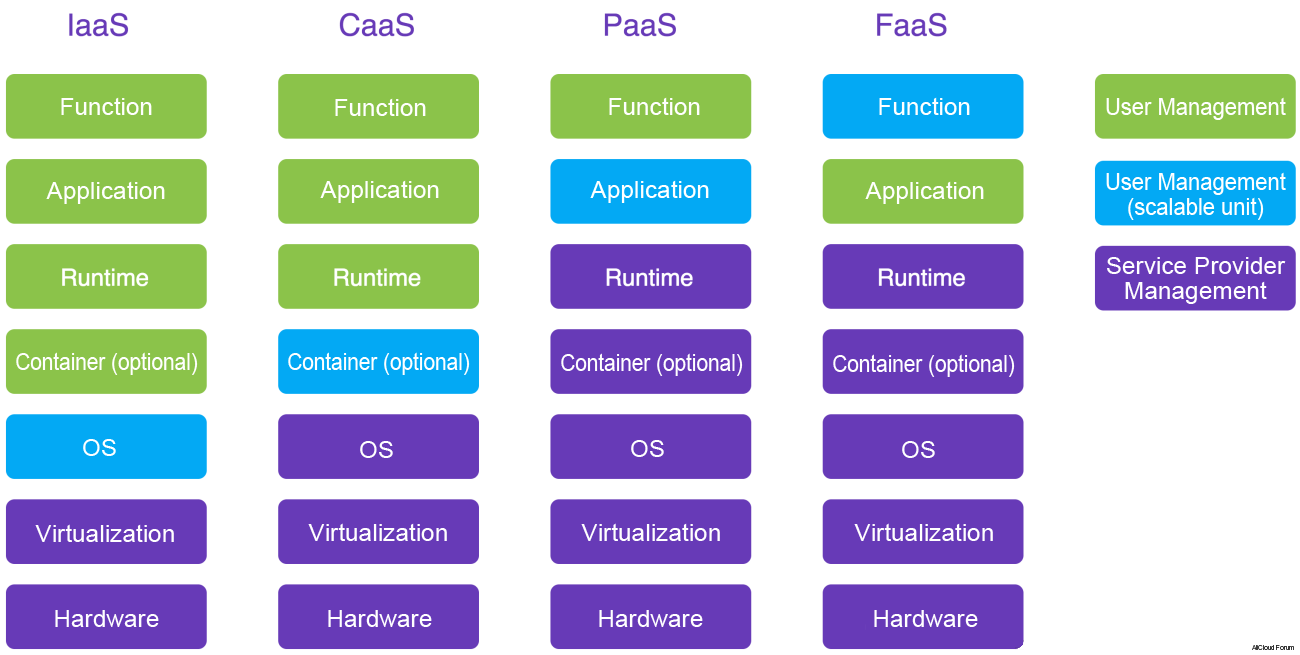 IaaS CaaS PaaS FaaS
Function Function Function Function User Management
Application Application Application Application User Management
(scalable unit)
Runtime Runtime Runtime Runtime Service Provider
Management
Container (optional) Container (optional) Container (optional) Container (optional)
OS OS OS OS
Virtualization Virtualization Virtualization Virtualization
Hardware Hardware Hardware Hardware
AllCloud Forum